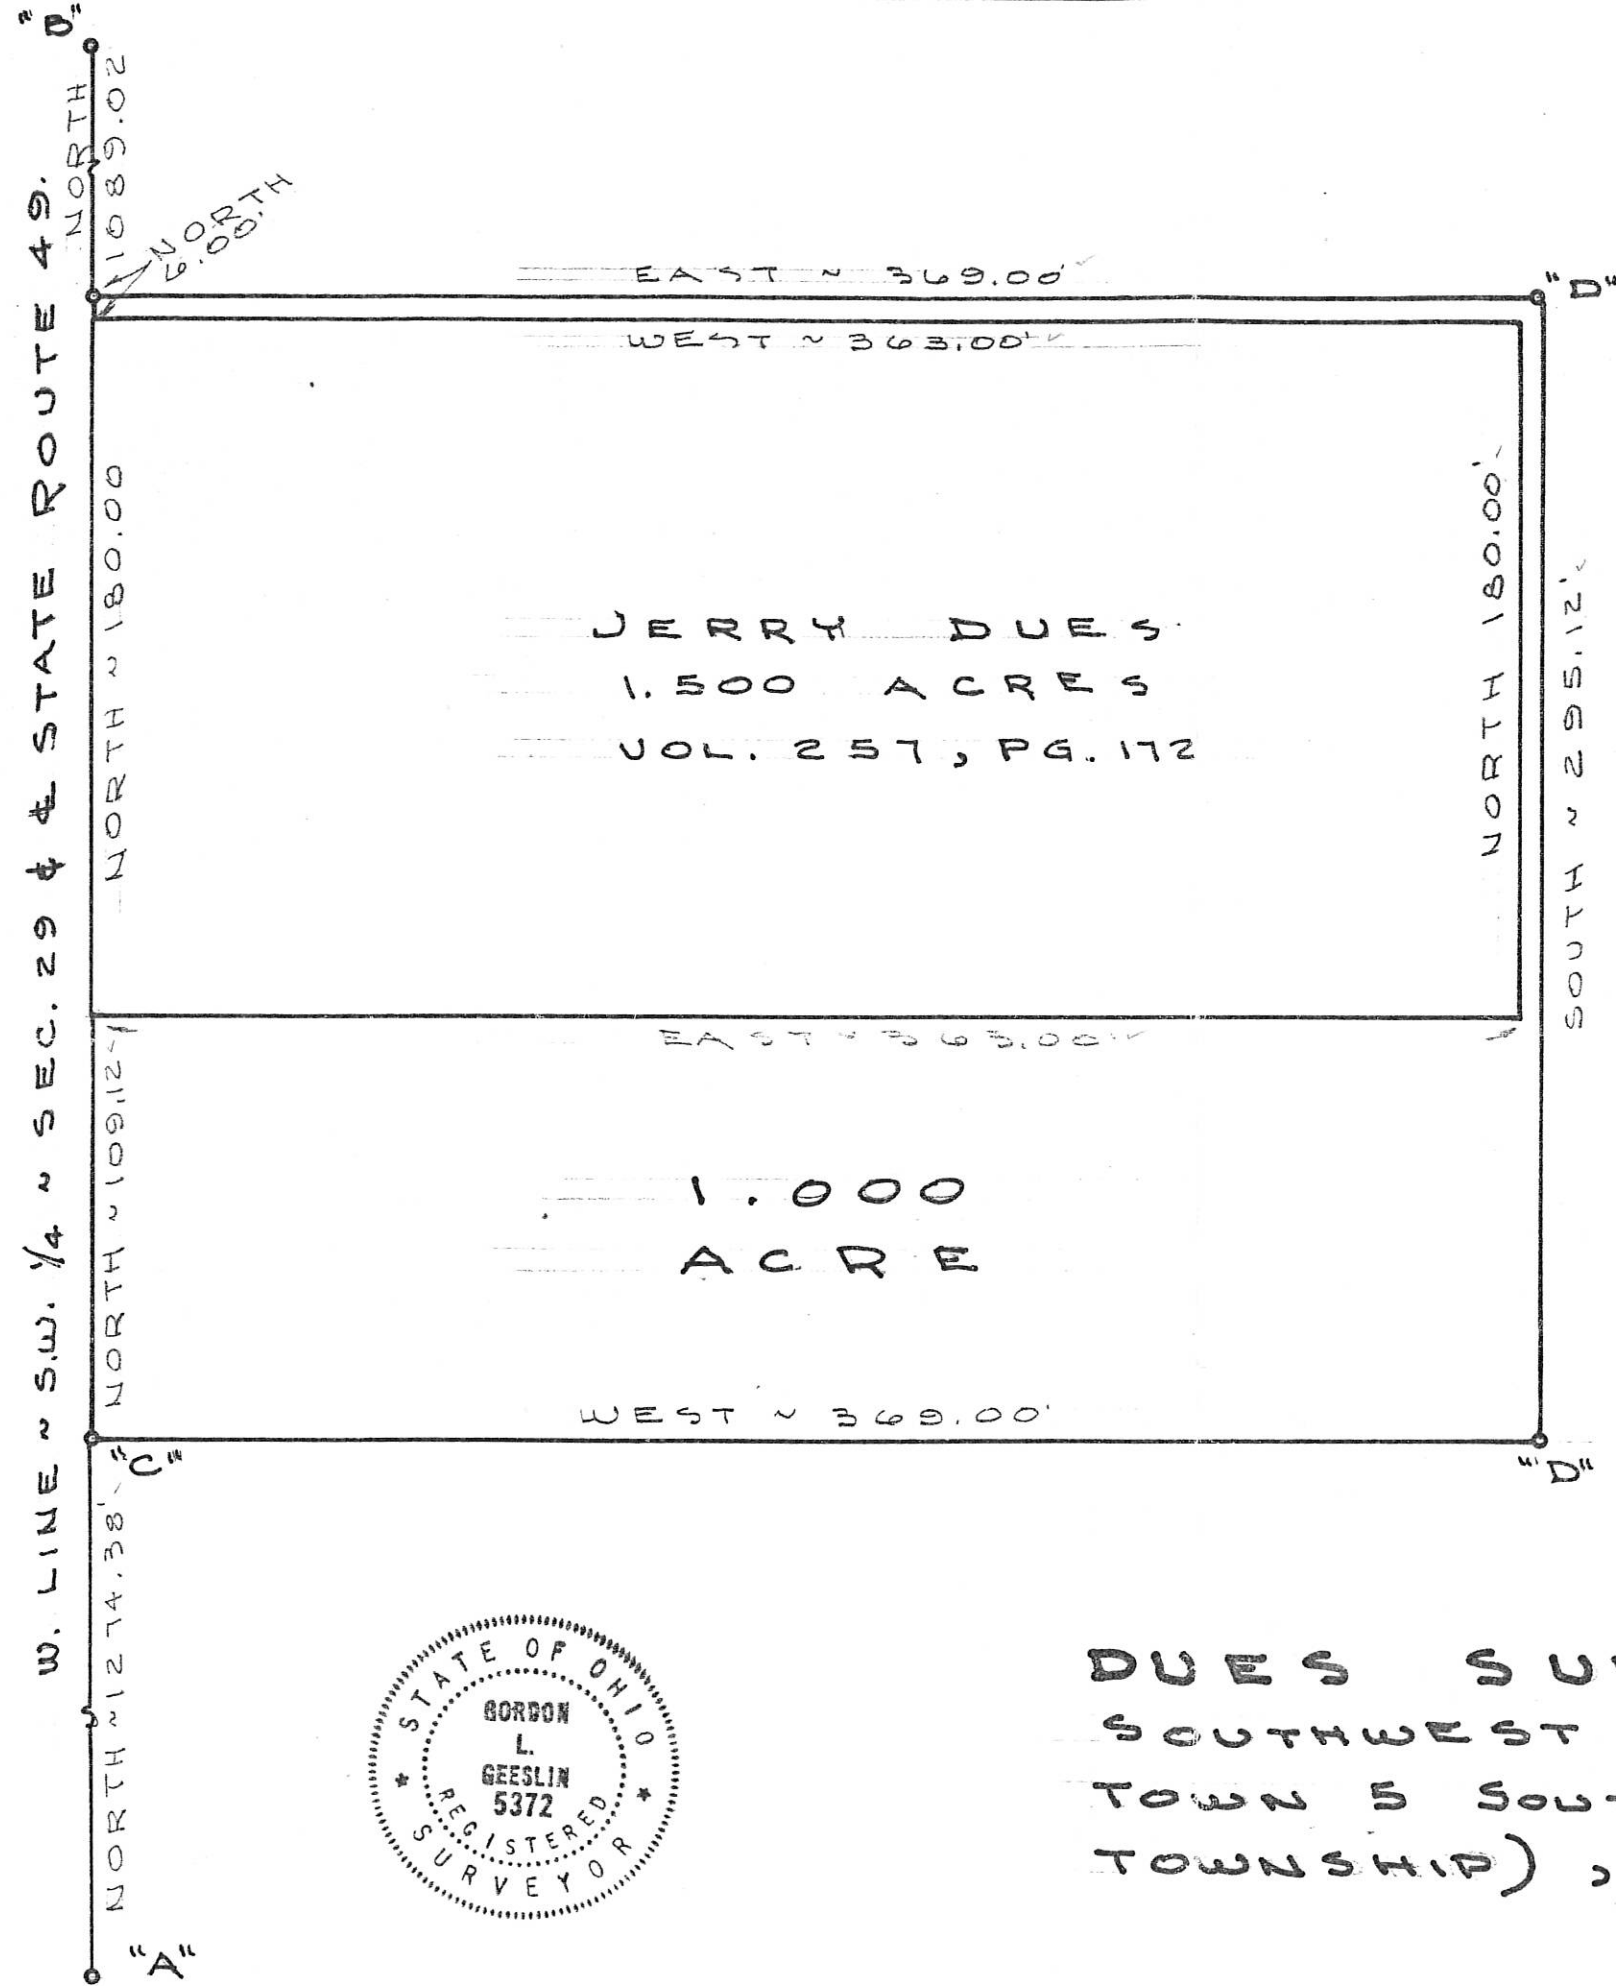 "B"
NORTH
1089.02
NORTH
6.00'
EAST ~ 369.00'
"D"
WEST ~ 363.00'
W. LINE ~ S.W. 1/4 ~ SEC. 29 & ℄ STATE ROUTE 49.
NORTH ~ 180.00
JERRY DUES
1.500 ACRES
VOL. 257, PG. 172
NORTH 180.00'
SOUTH ~ 295.12'
EAST ~ 363.00'
NORTH ~ 109.12'
1.000
ACRE
WEST ~ 369.00'
"C"
"D"
NORTH ~ 1274.38'
STATE OF OHIO
GORDON
L.
GEESLIN
5372
REGISTERED
SURVEYOR
DUES SU
SOUTHWEST
TOWN 5 SOU
TOWNSHIP),
"A"